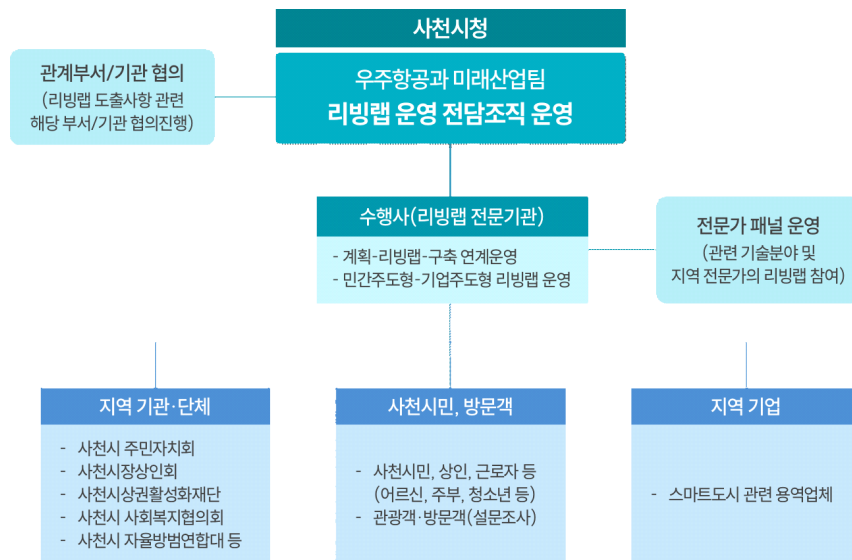 사천시청
우주항공과 미래산업팀
리빙랩 운영 전담조직 운영
관계부서/기관 협의
(리빙랩 도출사항 관련
해당 부서/기관 협의진행)
수행사(리빙랩 전문기관)
- 계획-리빙랩-구축 연계운영
- 민간주도형-기업주도형 리빙랩 운영
전문가 패널 운영
(관련 기술분야 및
지역 전문가의 리빙랩 참여)
지역 기관·단체
- 사천시 주민자치회
- 사천시장상인회
- 사천시상권활성화재단
- 사천시 사회복지협의회
- 사천시 자율방범연합대 등
사천시민, 방문객
- 사천시민, 상인, 근로자 등
(어르신, 주부, 청소년 등)
- 관광객·방문객(설문조사)
지역 기업
- 스마트도시 관련 용역업체